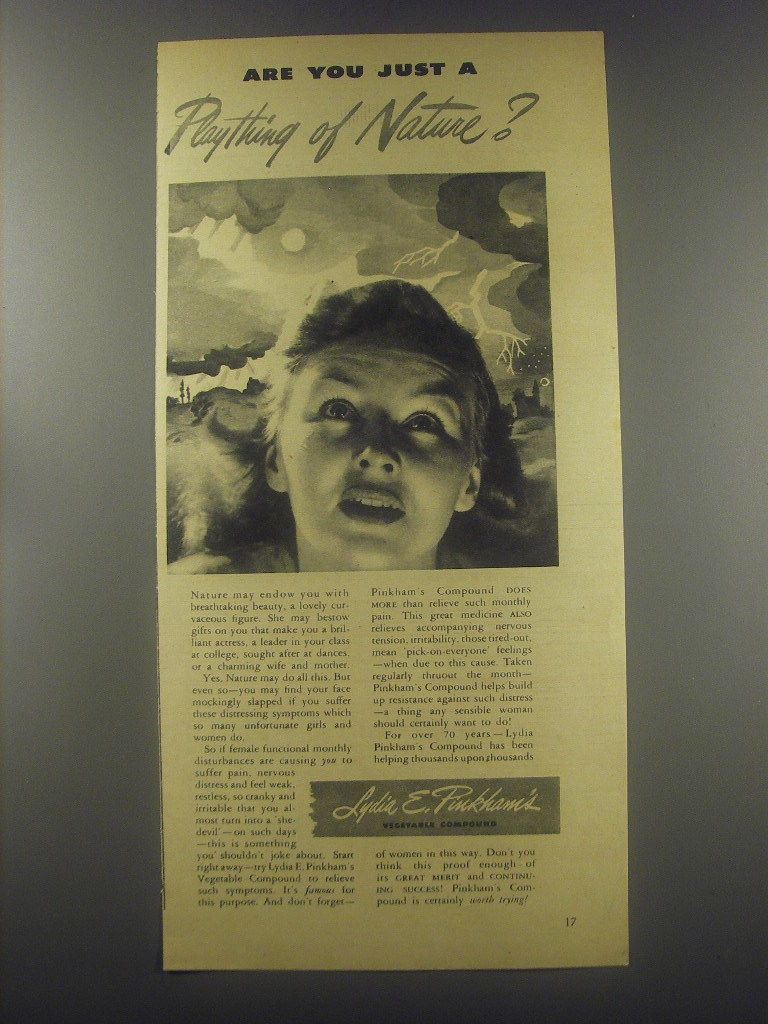 ARE YOU JUST A
Plaything of Nature?
Nature may endow you with
breathtaking beauty, a lovely cur-
vaceous figure. She may bestow
gifts on you that make you a bril-
liant actress, a leader in your class
at college, sought after at dances,
or a charming wife and mother.
Yes, Nature may do all this. But
even so—you may find your face
mockingly slapped if you suffer
these distressing symptoms which
so many unfortunate girls and
women do.
So if female functional monthly
disturbances are causing you to
suffer pain, nervous
distress and feel weak,
restless, so cranky and
irritable that you al-
most turn into a 'she-
devil'—on such days
—this is something
you shouldn't joke about. Start
right away—try Lydia E. Pinkham's
Vegetable Compound to relieve
such symptoms. It's famous for
this purpose. And don't forget—
Pinkham's Compound DOES
MORE than relieve such monthly
pain. This great medicine ALSO
relieves accompanying nervous
tension, irritability, those tired-out,
mean 'pick-on-everyone' feelings
—when due to this cause. Taken
regularly thruout the month—
Pinkham's Compound helps build
up resistance against such distress
—a thing any sensible woman
should certainly want to do!
For over 70 years—Lydia
Pinkham's Compound has been
helping thousands upon thousands
Lydia E. Pinkham's
VEGETABLE COMPOUND
of women in this way. Don't you
think this proof enough of
its GREAT MERIT and CONTINU-
ING SUCCESS! Pinkham's Com-
pound is certainly worth trying!
17